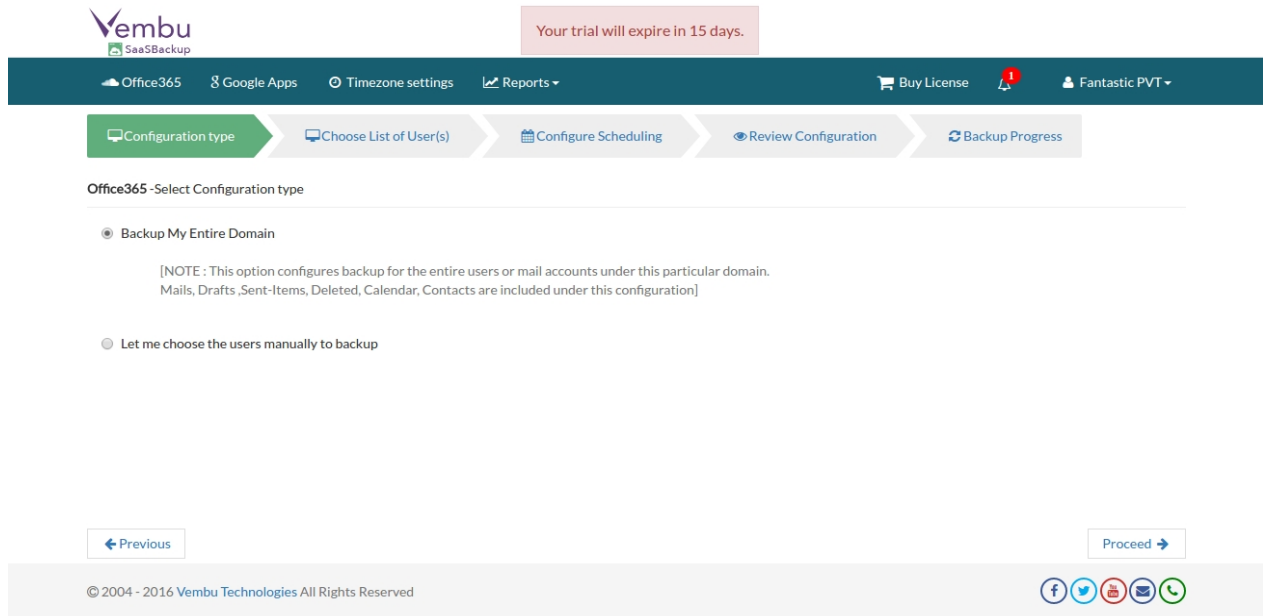 Vembu
SaaSBackup
Your trial will expire in 15 days.
Office365 Google Apps Timezone settings Reports Buy License 1 Fantastic PVT
Configuration type Choose List of User(s) Configure Scheduling Review Configuration Backup Progress
Office365 -Select Configuration type
Backup My Entire Domain
[NOTE : This option configures backup for the entire users or mail accounts under this particular domain.
Mails, Drafts ,Sent-Items, Deleted, Calendar, Contacts are included under this configuration]
Let me choose the users manually to backup
Previous Proceed
© 2004 - 2016 Vembu Technologies All Rights Reserved